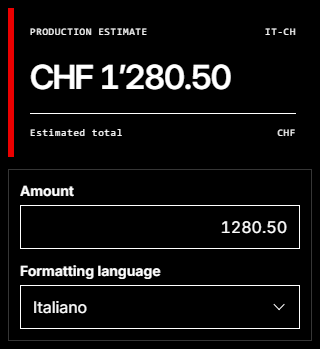 PRODUCTION ESTIMATE IT-CH
CHF 1’280.50
Estimated total CHF
Amount
1280.50
Formatting language
Italiano